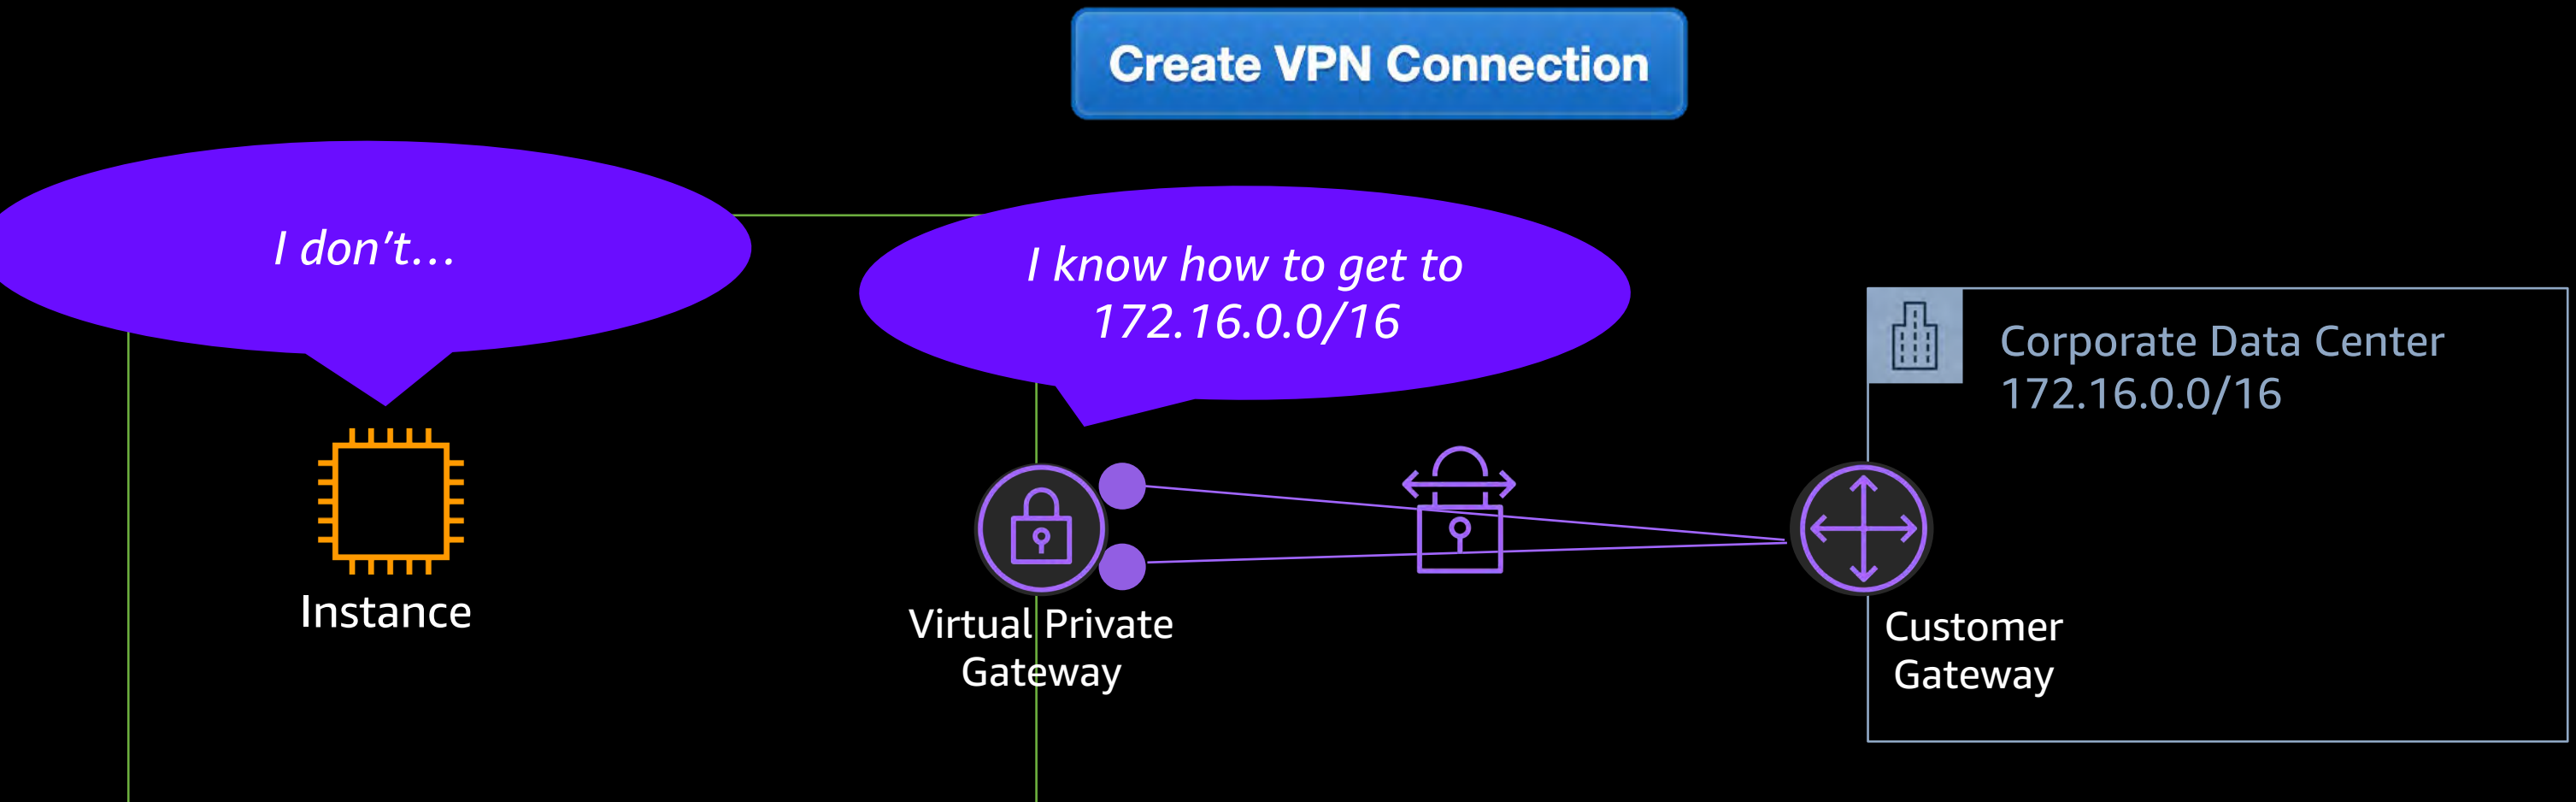 Create VPN Connection
I don't...
I know how to get to
172.16.0.0/16
Corporate Data Center
172.16.0.0/16
Instance
Virtual Private
Gateway
Customer
Gateway